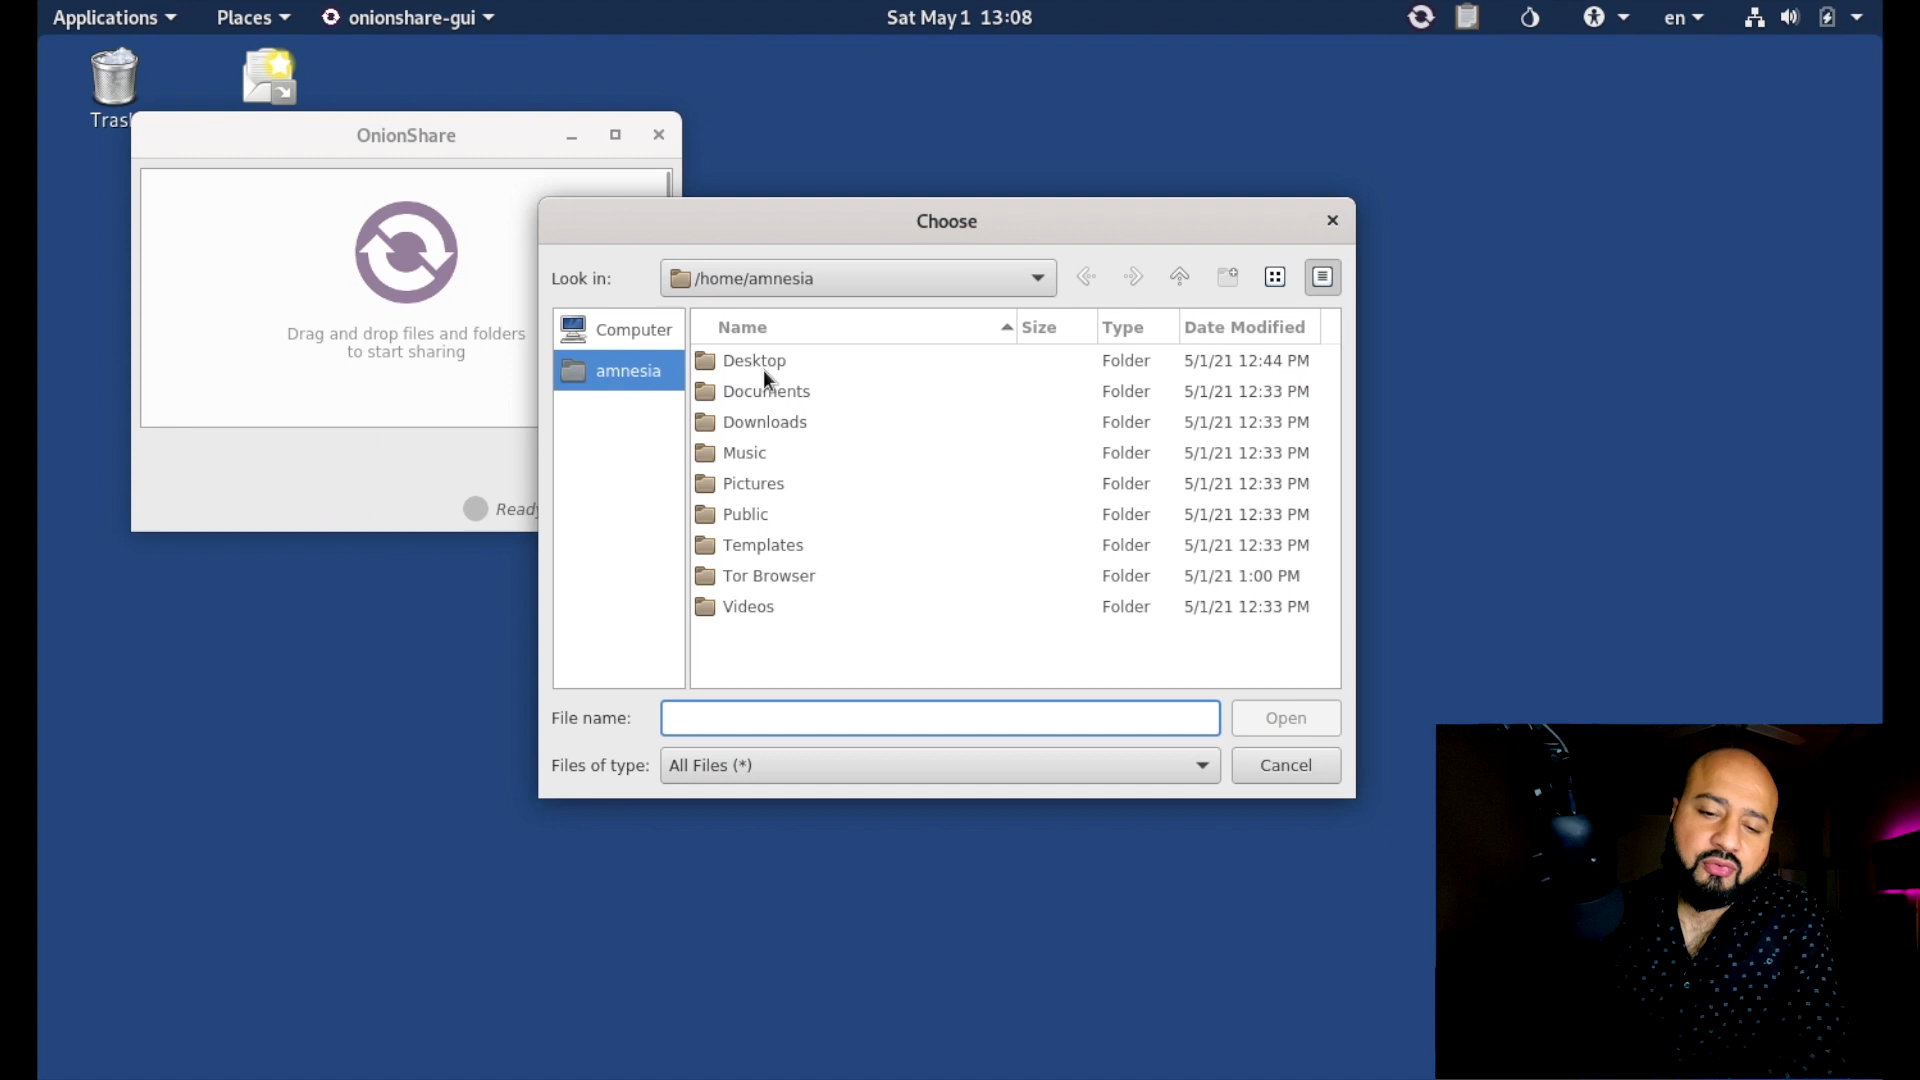 Applications Places onionshare-gui Sat May 1 13:08 en
Tras
OnionShare
Drag and drop files and folders
to start sharing
Ready
Choose
Look in: /home/amnesia
Computer
amnesia
Name Size Type Date Modified
Desktop Folder 5/1/21 12:44 PM
Documents Folder 5/1/21 12:33 PM
Downloads Folder 5/1/21 12:33 PM
Music Folder 5/1/21 12:33 PM
Pictures Folder 5/1/21 12:33 PM
Public Folder 5/1/21 12:33 PM
Templates Folder 5/1/21 12:33 PM
Tor Browser Folder 5/1/21 1:00 PM
Videos Folder 5/1/21 12:33 PM
File name: Open
Files of type: All Files (*) Cancel